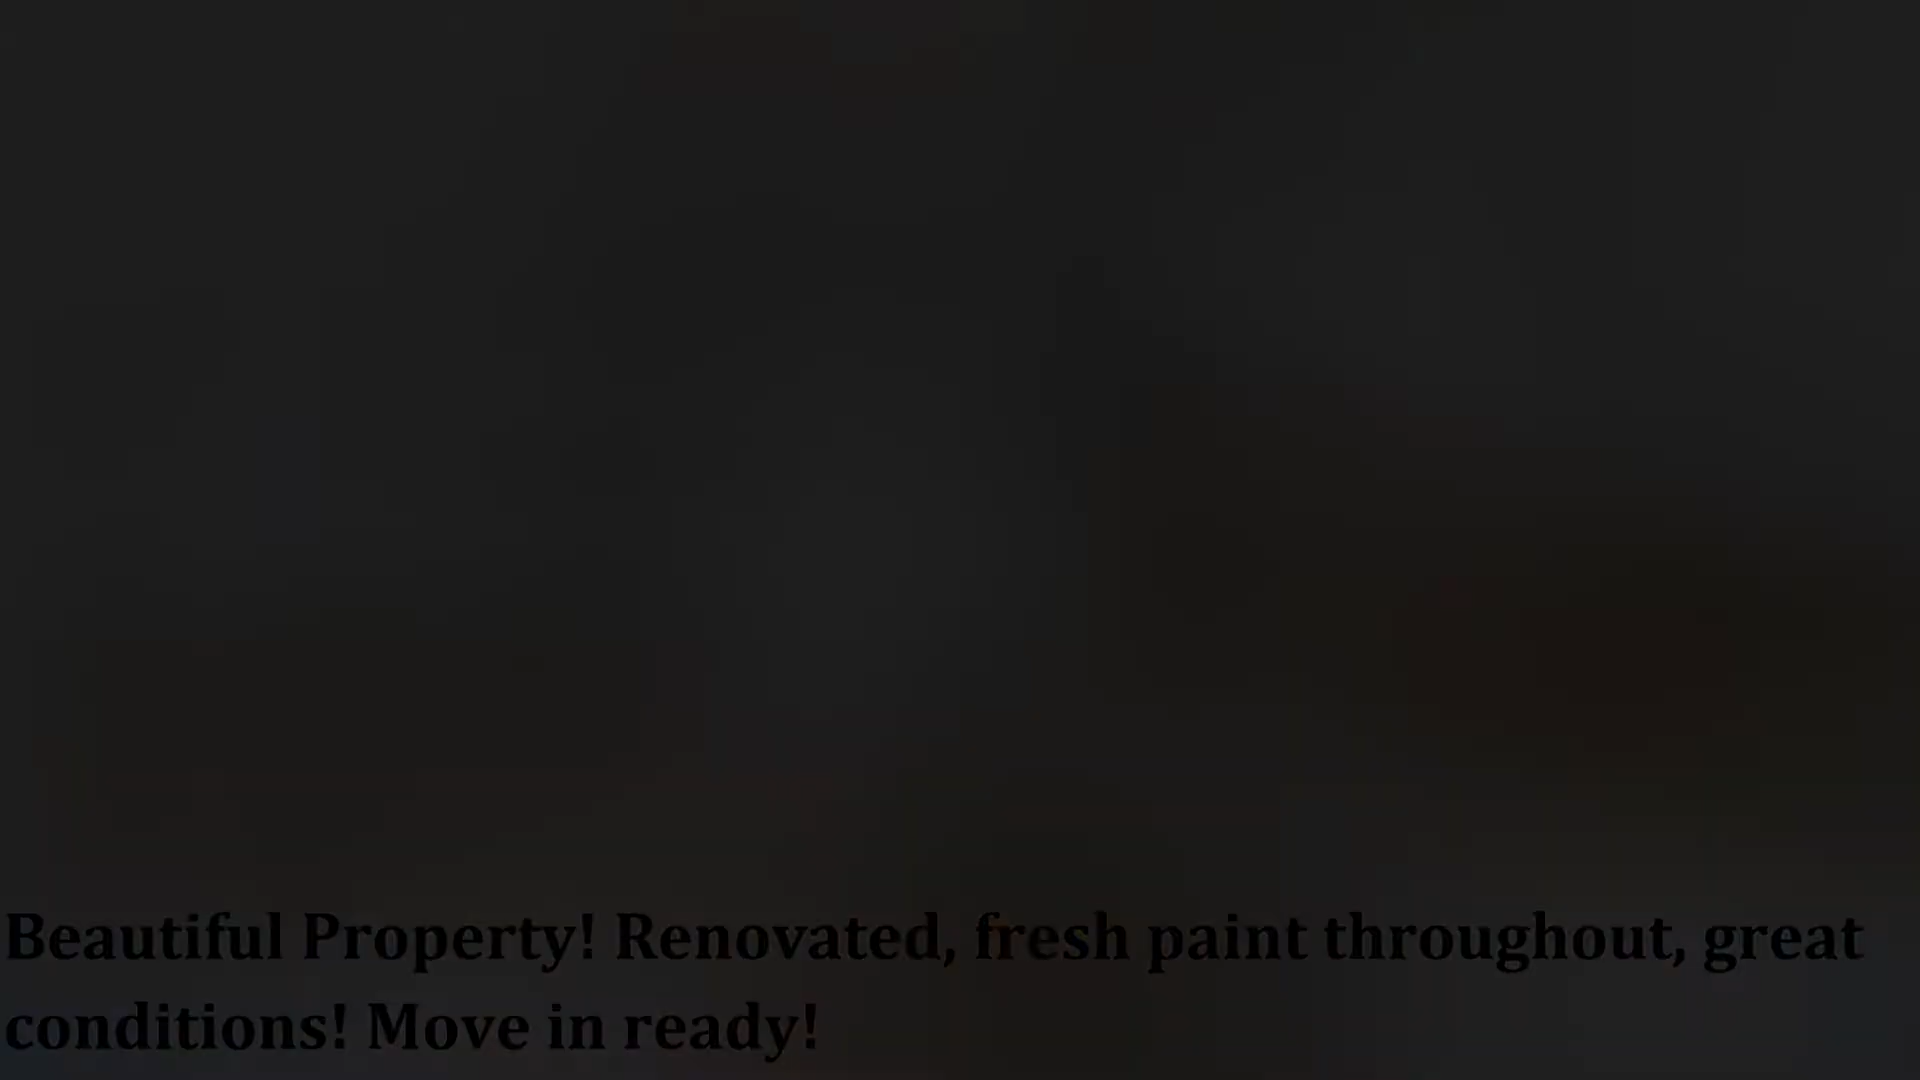 Beautiful Property! Renovated, fresh paint throughout, great
conditions! Move in ready!